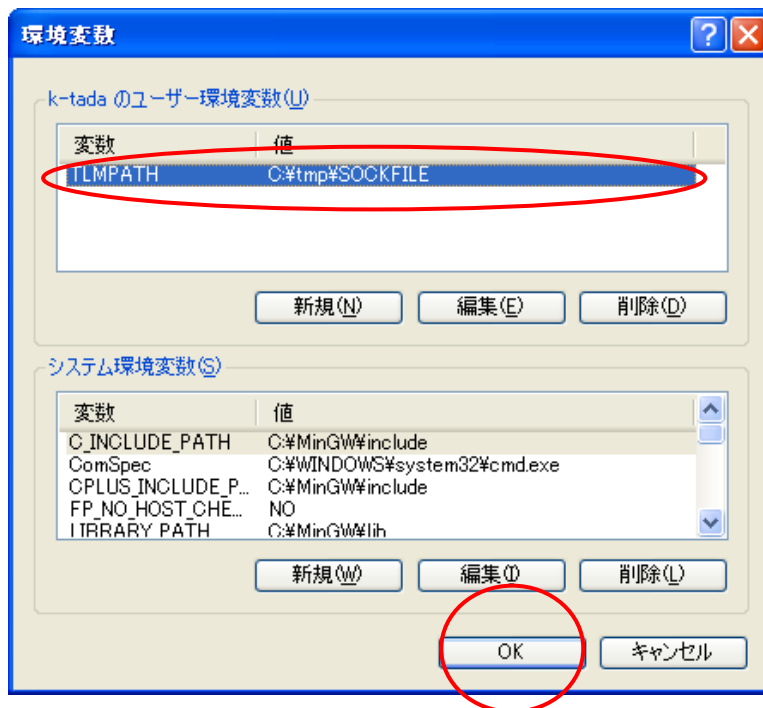 環境変数
k-tada のユーザー環境変数(U)
変数 値
TLMPATH C:¥tmp¥SOCKFILE
新規(N) 編集(E) 削除(D)
システム環境変数(S)
変数 値
C_INCLUDE_PATH C:¥MinGW¥include
ComSpec C:¥WINDOWS¥system32¥cmd.exe
CPLUS_INCLUDE_P... C:¥MinGW¥include
FP_NO_HOST_CHE... NO
LIBRARY_PATH C:¥MinGW¥lib
新規(W) 編集(I) 削除(L)
OK キャンセル